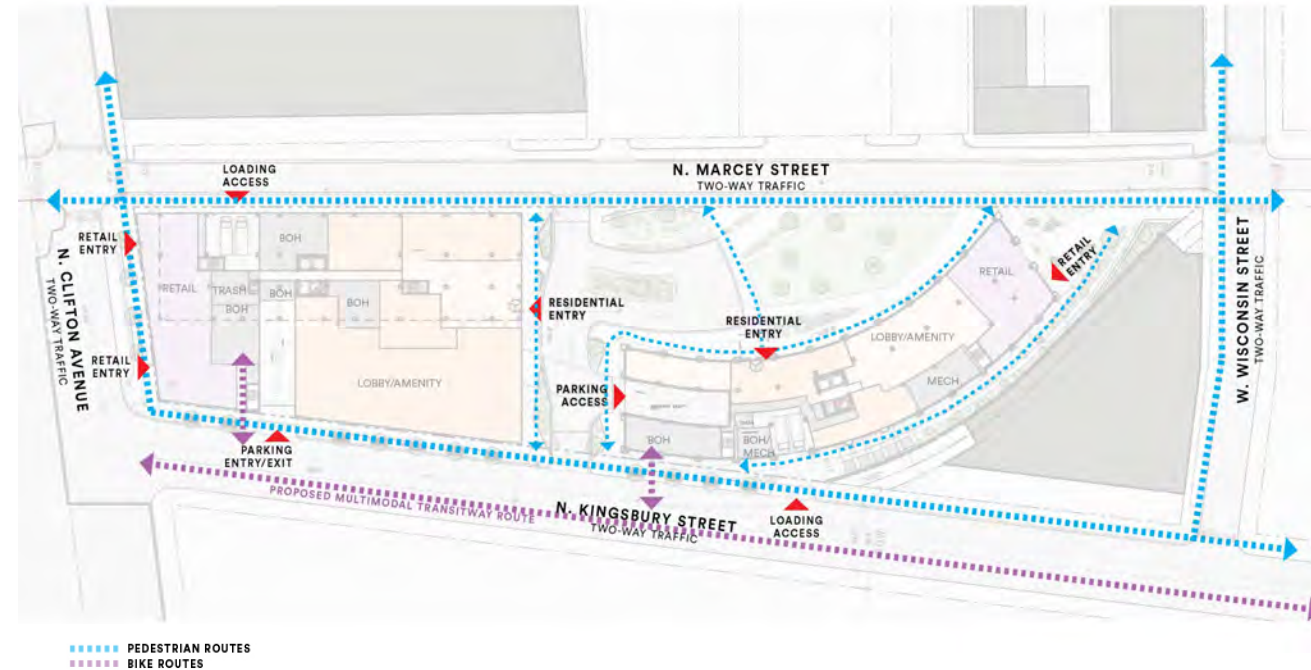 N. MARCEY STREET
TWO-WAY TRAFFIC
LOADING
ACCESS
RETAIL
ENTRY
N. CLIFTON AVENUE
TWO-WAY TRAFFIC
RETAIL
ENTRY
RETAIL
TRASH
BOH
BOH
BOH
BOH
LOBBY/AMENITY
PARKING
ENTRY/EXIT
RESIDENTIAL
ENTRY
RESIDENTIAL
ENTRY
PARKING
ACCESS
BOH
BOH/
MECH
LOBBY/AMENITY
MECH
RETAIL
RETAIL
ENTRY
W. WISCONSIN STREET
TWO-WAY TRAFFIC
PROPOSED MULTIMODAL TRANSITWAY ROUTE
N. KINGSBURY STREET
TWO-WAY TRAFFIC
LOADING
ACCESS
PEDESTRIAN ROUTES
BIKE ROUTES